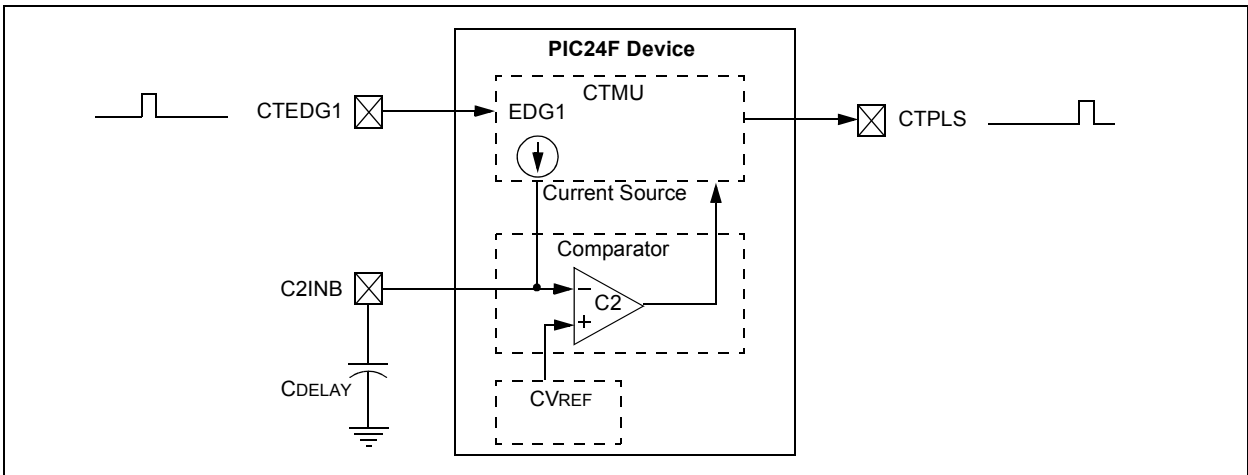 PIC24F Device
CTMU
CTEDG1
EDG1
CTPLS
Current Source
Comparator
C2INB
C2
CDELAY
CVREF